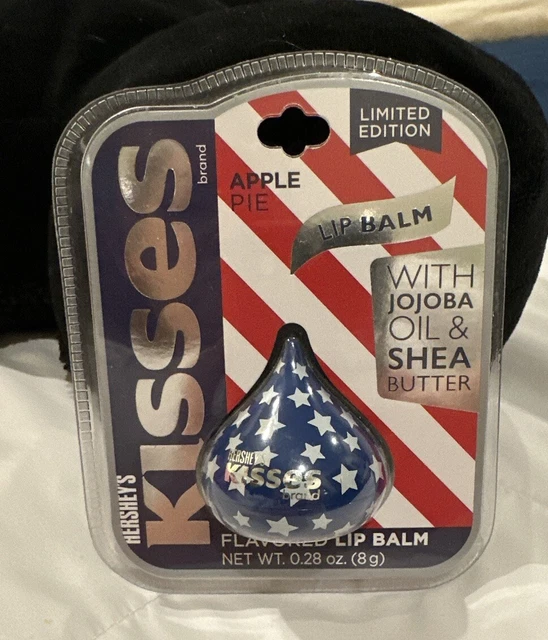 LIMITED
EDITION
HERSHEY'S
Kisses
brand
APPLE
PIE
LIP BALM
WITH
JOJOBA
OIL &
SHEA
BUTTER
HERSHEY'S
Kisses
brand
FLAVORED LIP BALM
NET WT. 0.28 oz. (8g)